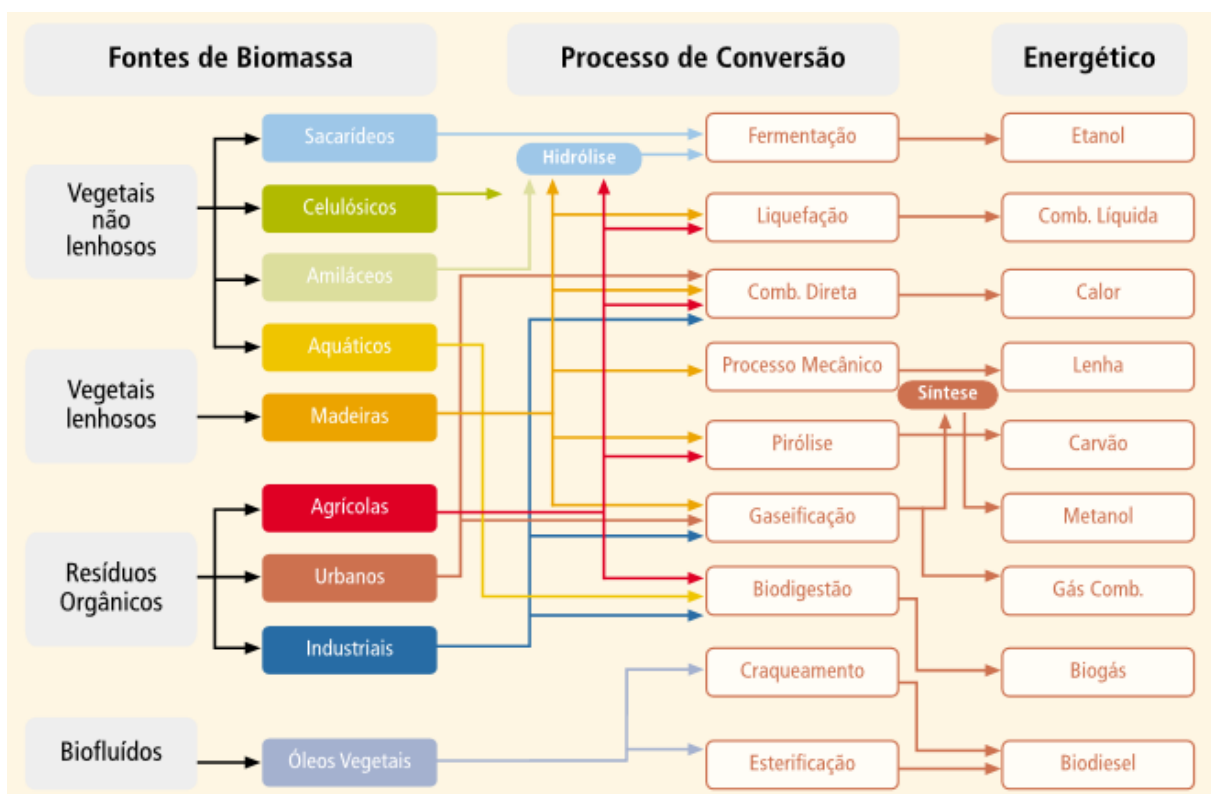 Fontes de Biomassa
Processo de Conversão
Energético
Vegetais
não
lenhosos
Vegetais
lenhosos
Resíduos
Orgânicos
Biofluídos
Sacarídeos
Celulósicos
Amiláceos
Aquáticos
Madeiras
Agrícolas
Urbanos
Industriais
Óleos Vegetais
Hidrólise
Fermentação
Liquefação
Comb. Direta
Processo Mecânico
Pirólise
Gaseificação
Biodigestão
Craqueamento
Esterificação
Síntese
Etanol
Comb. Líquida
Calor
Lenha
Carvão
Metanol
Gás Comb.
Biogás
Biodiesel